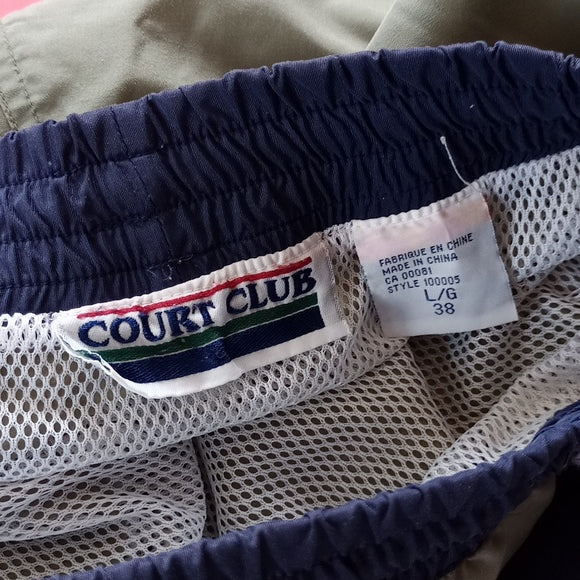 COURT CLUB
FABRIQUE EN CHINE
MADE IN CHINA
CA 00081
STYLE 100005
L/G
38